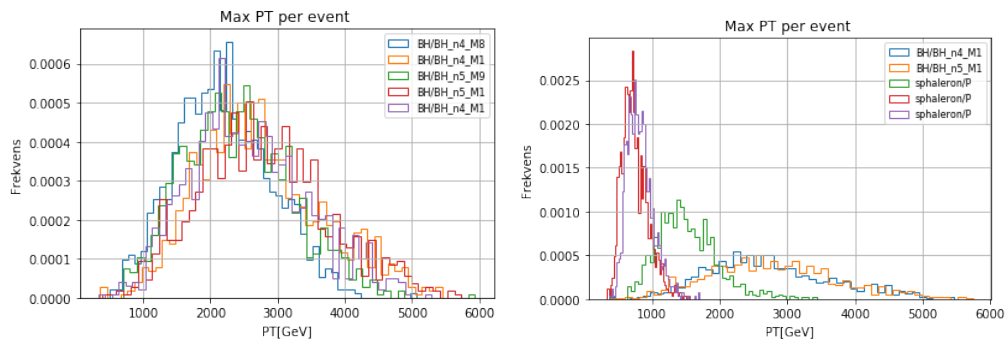 Max PT per event
Frekvens
0.0006
0.0005
0.0004
0.0003
0.0002
0.0001
0.0000
BH/BH_n4_M8
BH/BH_n4_M1
BH/BH_n5_M9
BH/BH_n5_M1
BH/BH_n4_M1
1000 2000 3000 4000 5000 6000
PT[GeV]
Max PT per event
Frekvens
0.0025
0.0020
0.0015
0.0010
0.0005
0.0000
BH/BH_n4_M1
BH/BH_n5_M1
sphaleron/P
sphaleron/P
sphaleron/P
1000 2000 3000 4000 5000 6000
PT[GeV]